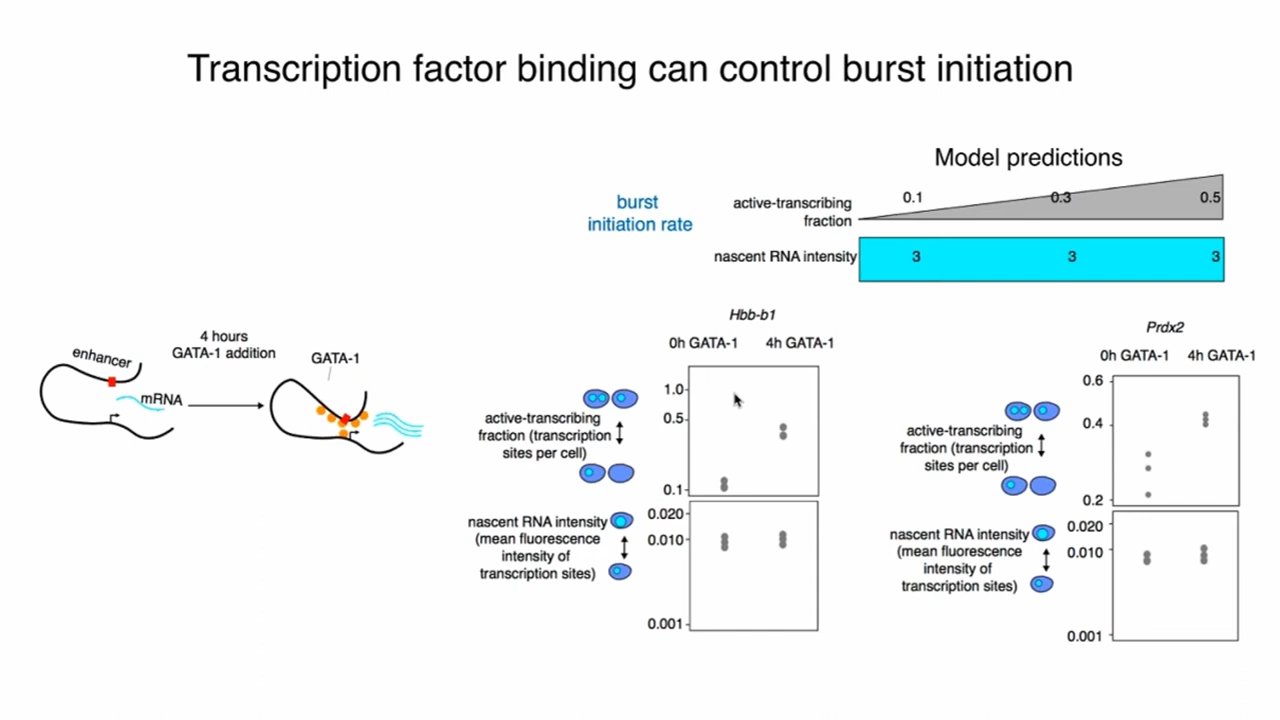 Transcription factor binding can control burst initiation
Model predictions
burst
initiation rate
active-transcribing
fraction
0.1
0.3
0.5
nascent RNA intensity
3
3
3
enhancer
mRNA
4 hours
GATA-1 addition
GATA-1
Hbb-b1
0h GATA-1
4h GATA-1
active-transcribing
fraction (transcription
sites per cell)
1.0
0.5
0.1
nascent RNA intensity
(mean fluorescence
intensity of
transcription sites)
0.020
0.010
0.001
Prdx2
0h GATA-1
4h GATA-1
active-transcribing
fraction (transcription
sites per cell)
0.6
0.4
0.2
nascent RNA intensity
(mean fluorescence
intensity of
transcription sites)
0.020
0.010
0.001